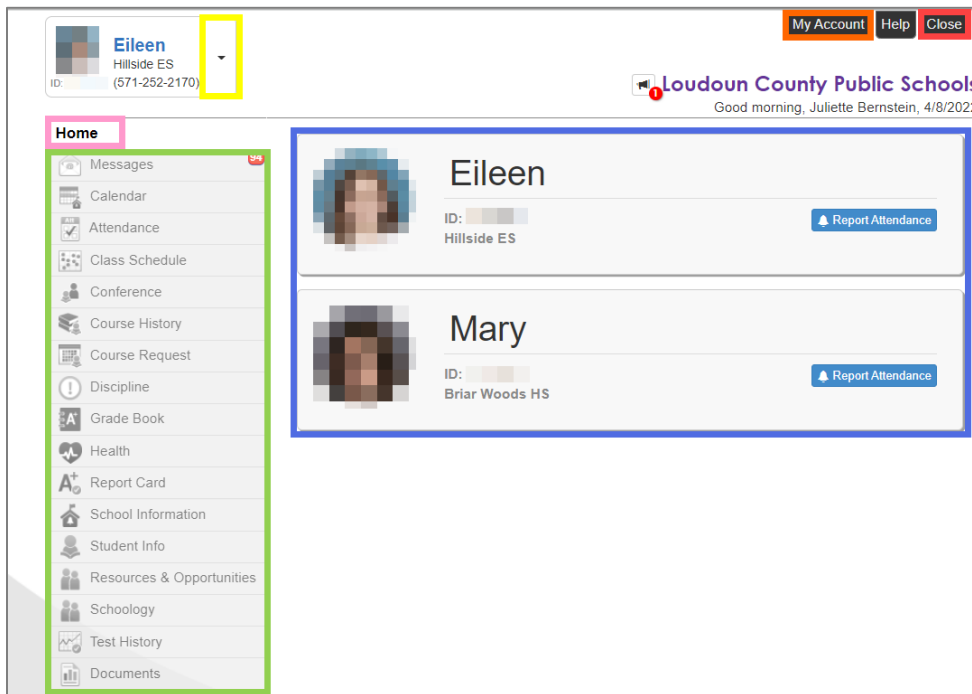 Eileen
Hillside ES
ID: (571-252-2170)
My Account Help Close
1
Loudoun County Public Schools
Good morning, Juliette Bernstein, 4/8/2022
Home
Messages 94
Calendar
Attendance
Class Schedule
Conference
Course History
Course Request
Discipline
Grade Book
Health
Report Card
School Information
Student Info
Resources & Opportunities
Schoology
Test History
Documents
Eileen
ID:
Report Attendance
Hillside ES
Mary
ID:
Report Attendance
Briar Woods HS